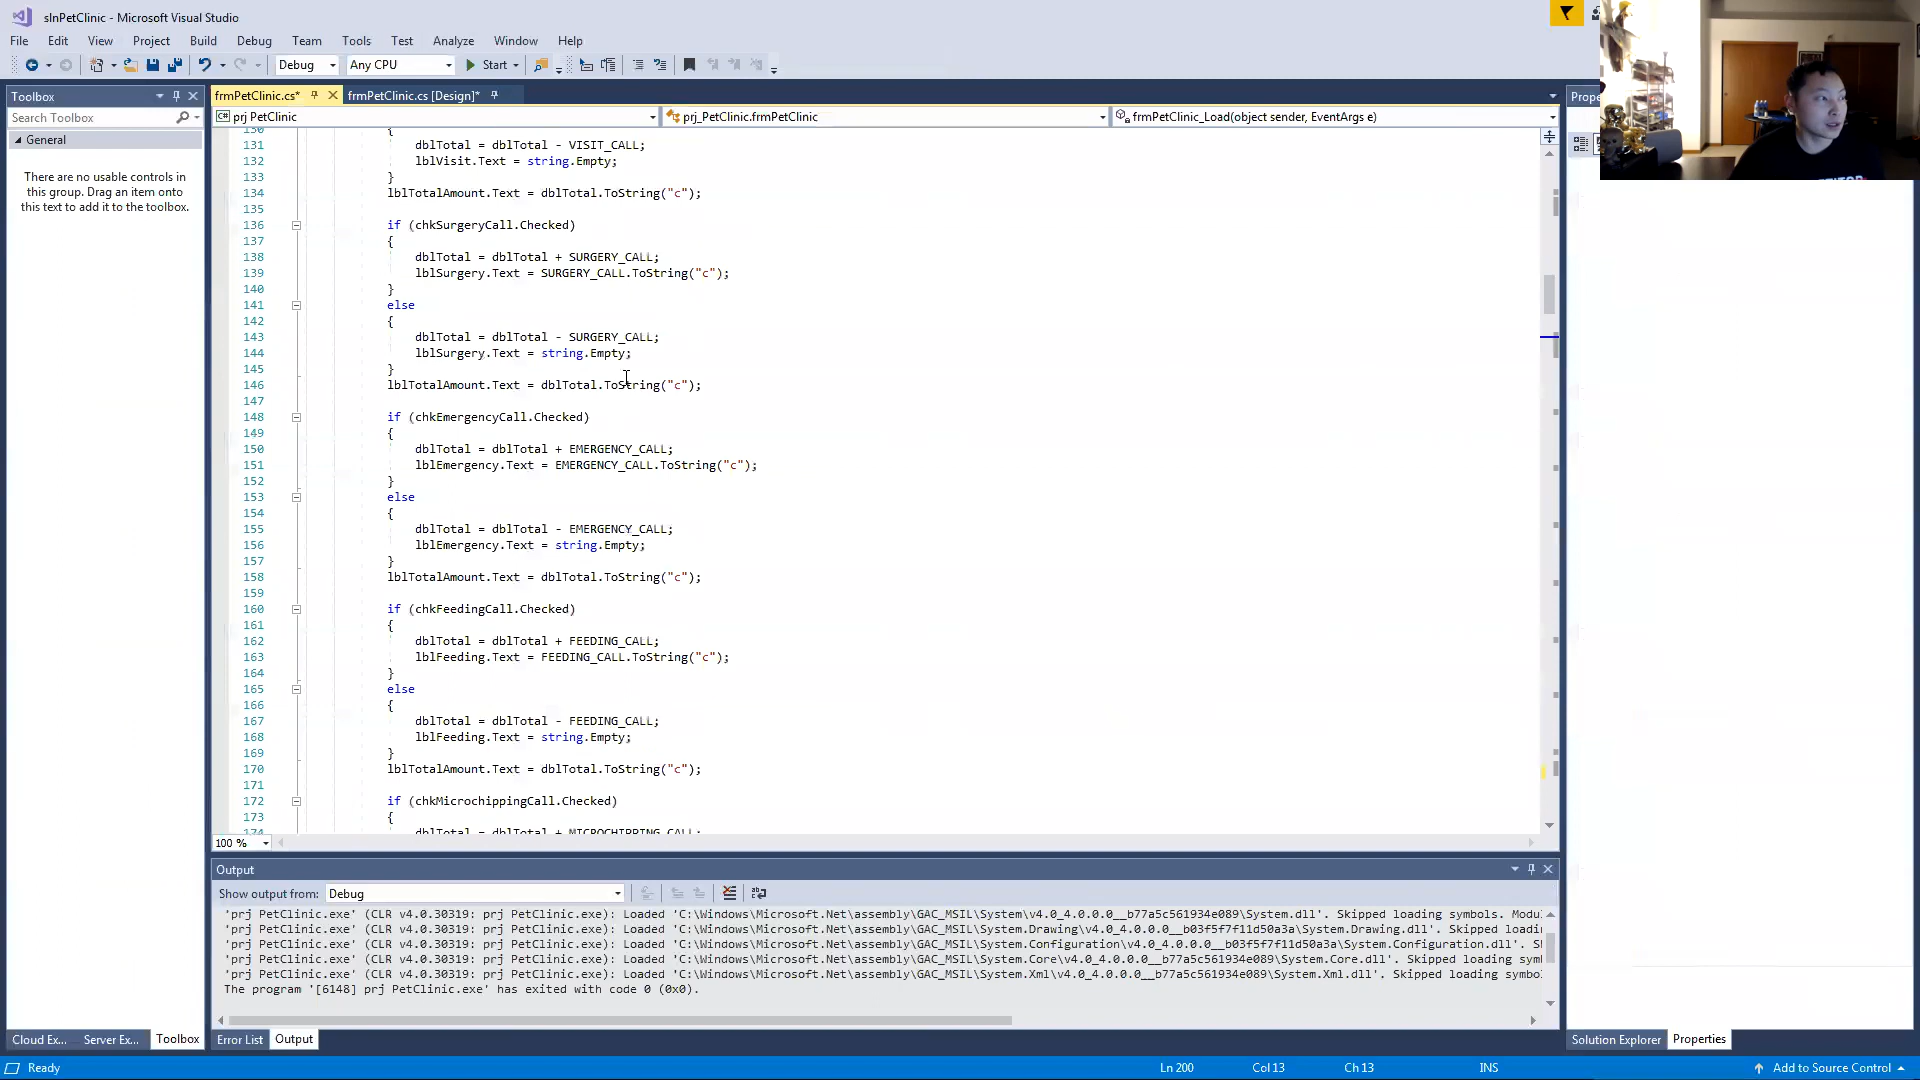 slnPetClinic - Microsoft Visual Studio
File Edit View Project Build Debug Team Tools Test Analyze Window Help
Debug Any CPU Start
Toolbox
frmPetClinic.cs* frmPetClinic.cs [Design]*
Search Toolbox
prj PetClinic prj_PetClinic.frmPetClinic frmPetClinic_Load(object sender, EventArgs e)
General
There are no usable controls in
this group. Drag an item onto
this text to add it to the toolbox.
130 {
131 dblTotal = dblTotal - VISIT_CALL;
132 lblVisit.Text = string.Empty;
133 }
134 lblTotalAmount.Text = dblTotal.ToString("c");
135
136 if (chkSurgeryCall.Checked)
137 {
138 dblTotal = dblTotal + SURGERY_CALL;
139 lblSurgery.Text = SURGERY_CALL.ToString("c");
140 }
141 else
142 {
143 dblTotal = dblTotal - SURGERY_CALL;
144 lblSurgery.Text = string.Empty;
145 }
146 lblTotalAmount.Text = dblTotal.ToString("c");
147
148 if (chkEmergencyCall.Checked)
149 {
150 dblTotal = dblTotal + EMERGENCY_CALL;
151 lblEmergency.Text = EMERGENCY_CALL.ToString("c");
152 }
153 else
154 {
155 dblTotal = dblTotal - EMERGENCY_CALL;
156 lblEmergency.Text = string.Empty;
157 }
158 lblTotalAmount.Text = dblTotal.ToString("c");
159
160 if (chkFeedingCall.Checked)
161 {
162 dblTotal = dblTotal + FEEDING_CALL;
163 lblFeeding.Text = FEEDING_CALL.ToString("c");
164 }
165 else
166 {
167 dblTotal = dblTotal - FEEDING_CALL;
168 lblFeeding.Text = string.Empty;
169 }
170 lblTotalAmount.Text = dblTotal.ToString("c");
171
172 if (chkMicrochippingCall.Checked)
173 {
174 dblTotal = dblTotal + MICROCHIPPING_CALL;
100 %
Output
Show output from: Debug
'prj PetClinic.exe' (CLR v4.0.30319: prj PetClinic.exe): Loaded 'C:\Windows\Microsoft.Net\assembly\GAC_MSIL\System\v4.0_4.0.0.0__b77a5c561934e089\System.dll'. Skipped loading symbols. Modu
'prj PetClinic.exe' (CLR v4.0.30319: prj PetClinic.exe): Loaded 'C:\Windows\Microsoft.Net\assembly\GAC_MSIL\System.Drawing\v4.0_4.0.0.0__b03f5f7f11d50a3a\System.Drawing.dll'. Skipped loadi
'prj PetClinic.exe' (CLR v4.0.30319: prj PetClinic.exe): Loaded 'C:\Windows\Microsoft.Net\assembly\GAC_MSIL\System.Configuration\v4.0_4.0.0.0__b03f5f7f11d50a3a\System.Configuration.dll'. S
'prj PetClinic.exe' (CLR v4.0.30319: prj PetClinic.exe): Loaded 'C:\Windows\Microsoft.Net\assembly\GAC_MSIL\System.Core\v4.0_4.0.0.0__b77a5c561934e089\System.Core.dll'. Skipped loading sym
'prj PetClinic.exe' (CLR v4.0.30319: prj PetClinic.exe): Loaded 'C:\Windows\Microsoft.Net\assembly\GAC_MSIL\System.Xml\v4.0_4.0.0.0__b77a5c561934e089\System.Xml.dll'. Skipped loading symbo
The program '[6148] prj PetClinic.exe' has exited with code 0 (0x0).
Cloud Ex... Server Ex... Toolbox Error List Output Solution Explorer Properties
Ready Ln 200 Col 13 Ch 13 INS Add to Source Control